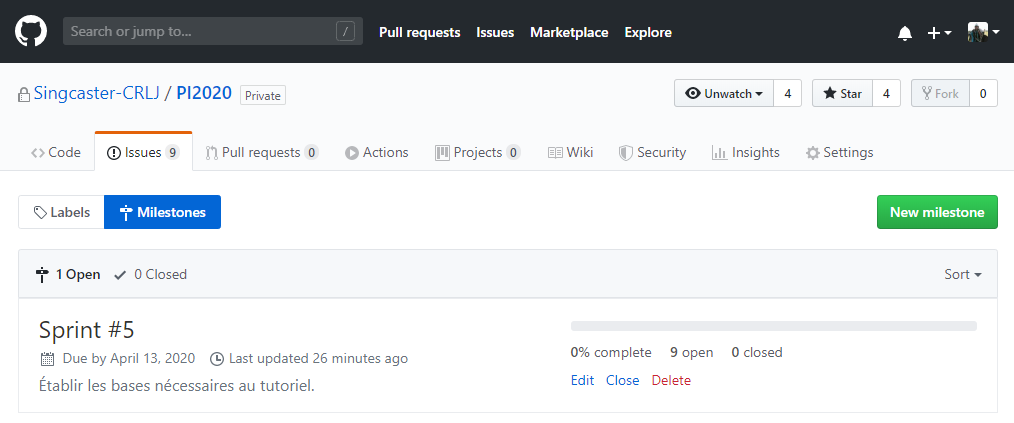 Search or jump to... / Pull requests Issues Marketplace Explore
Singcaster-CRLJ / PI2020 Private Unwatch 4 Star 4 Fork 0
Code Issues 9 Pull requests 0 Actions Projects 0 Wiki Security Insights Settings
Labels Milestones New milestone
1 Open 0 Closed Sort
Sprint #5
Due by April 13, 2020 Last updated 26 minutes ago
Établir les bases nécessaires au tutoriel.
0% complete 9 open 0 closed
Edit Close Delete